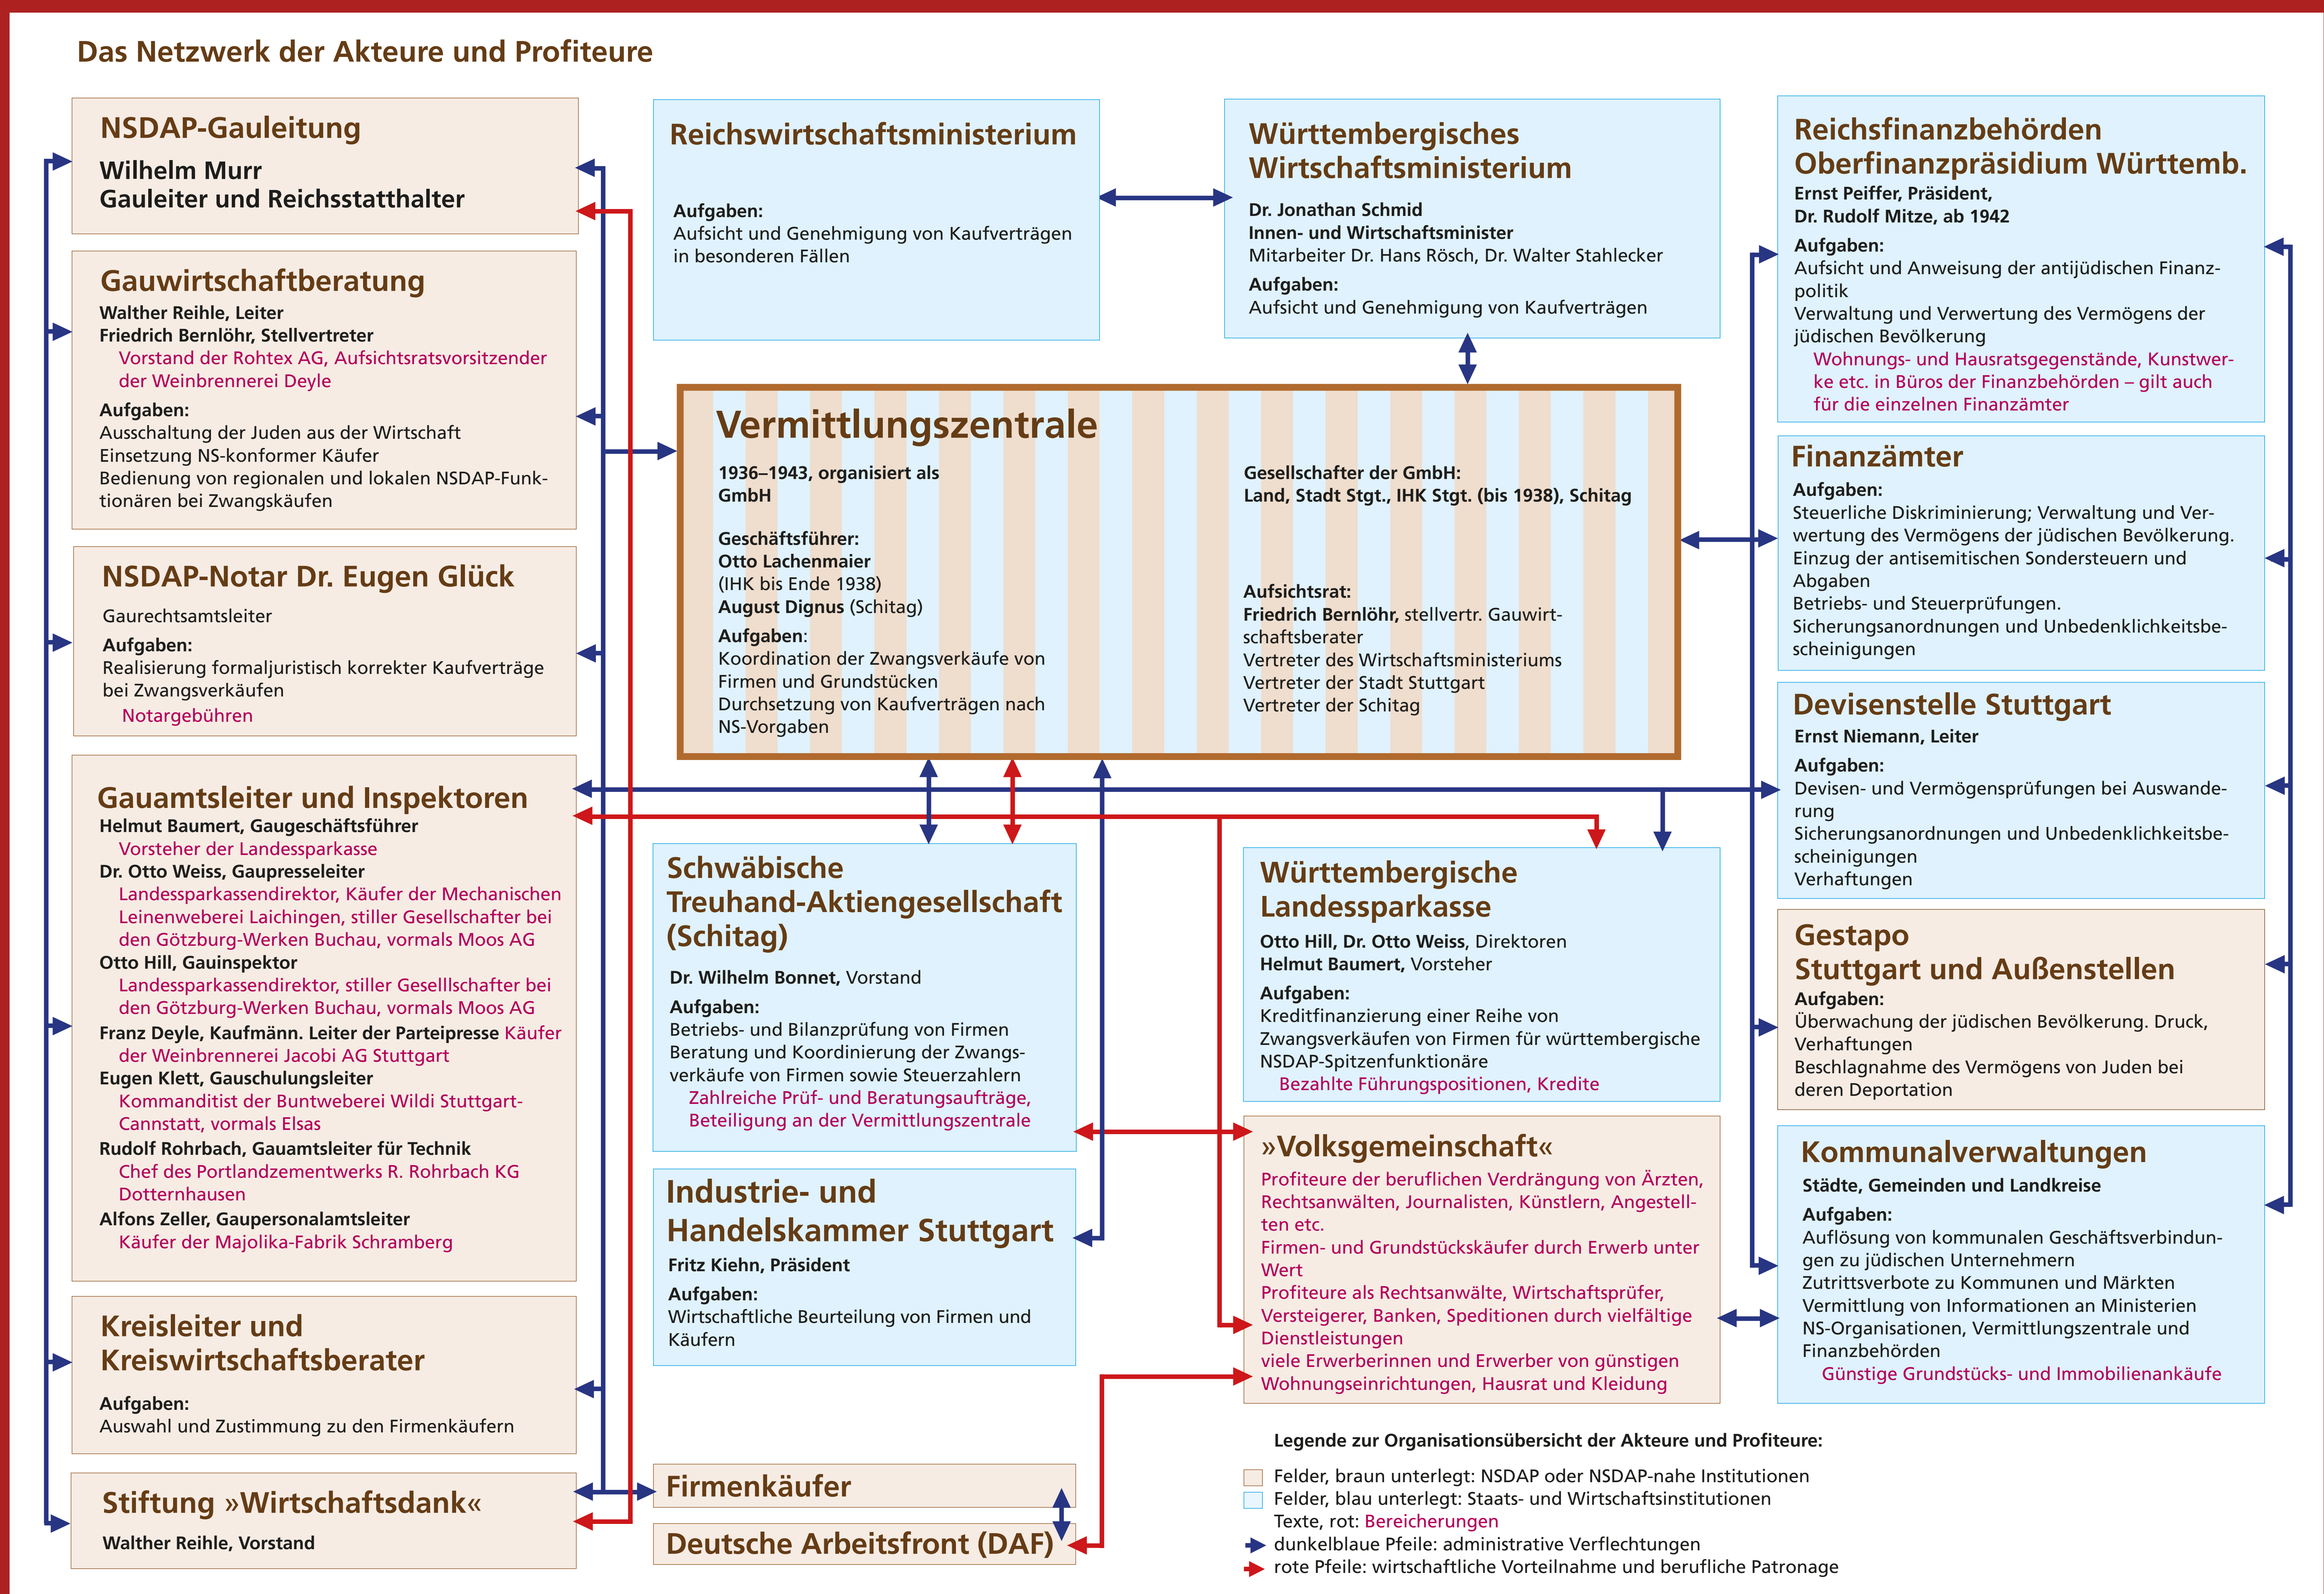 Das Netzwerk der Akteure und Profiteure
NSDAP-Gauleitung
Wilhelm Murr
Gauleiter und Reichsstatthalter
Gauwirtschaftberatung
Walther Reihle, Leiter
Friedrich Bernlöhr, Stellvertreter
Vorstand der Rohtex AG, Aufsichtsratsvorsitzender
der Weinbrennerei Deyle
Aufgaben:
Ausschaltung der Juden aus der Wirtschaft
Einsetzung NS-konformer Käufer
Bedienung von regionalen und lokalen NSDAP-Funk-
tionären bei Zwangskäufen
NSDAP-Notar Dr. Eugen Glück
Gaurechtsamtsleiter
Aufgaben:
Realisierung formaljuristisch korrekter Kaufverträge
bei Zwangsverkäufen
Notargebühren
Gauamtsleiter und Inspektoren
Helmut Baumert, Gaugeschäftsführer
Vorsteher der Landessparkasse
Dr. Otto Weiss, Gaupresseleiter
Landessparkassendirektor, Käufer der Mechanischen
Leinenweberei Laichingen, stiller Gesellschafter bei
den Götzburg-Werken Buchau, vormals Moos AG
Otto Hill, Gauinspektor
Landessparkassendirektor, stiller Geselllschafter bei
den Götzburg-Werken Buchau, vormals Moos AG
Franz Deyle, Kaufmänn. Leiter der Parteipresse Käufer
der Weinbrennerei Jacobi AG Stuttgart
Eugen Klett, Gauschulungsleiter
Kommanditist der Buntweberei Wildi Stuttgart-
Cannstatt, vormals Elsas
Rudolf Rohrbach, Gauamtsleiter für Technik
Chef des Portlandzementwerks R. Rohrbach KG
Dotternhausen
Alfons Zeller, Gaupersonalamtsleiter
Käufer der Majolika-Fabrik Schramberg
Kreisleiter und
Kreiswirtschaftsberater
Aufgaben:
Auswahl und Zustimmung zu den Firmenkäufern
Stiftung »Wirtschaftsdank«
Walther Reihle, Vorstand
Reichswirtschaftsministerium
Aufgaben:
Aufsicht und Genehmigung von Kaufverträgen
in besonderen Fällen
Württembergisches
Wirtschaftsministerium
Dr. Jonathan Schmid
Innen- und Wirtschaftsminister
Mitarbeiter Dr. Hans Rösch, Dr. Walter Stahlecker
Aufgaben:
Aufsicht und Genehmigung von Kaufverträgen
Vermittlungszentrale
1936–1943, organisiert als
GmbH
Geschäftsführer:
Otto Lachenmaier
(IHK bis Ende 1938)
August Dignus (Schitag)
Aufgaben:
Koordination der Zwangsverkäufe von
Firmen und Grundstücken
Durchsetzung von Kaufverträgen nach
NS-Vorgaben
Gesellschafter der GmbH:
Land, Stadt Stgt., IHK Stgt. (bis 1938), Schitag
Aufsichtsrat:
Friedrich Bernlöhr, stellvertr. Gauwirt-
schaftsberater
Vertreter des Wirtschaftsministeriums
Vertreter der Stadt Stuttgart
Vertreter der Schitag
Schwäbische
Treuhand-Aktiengesellschaft
(Schitag)
Dr. Wilhelm Bonnet, Vorstand
Aufgaben:
Betriebs- und Bilanzprüfung von Firmen
Beratung und Koordinierung der Zwangs-
verkäufe von Firmen sowie Steuerzahlern
Zahlreiche Prüf- und Beratungsaufträge,
Beteiligung an der Vermittlungszentrale
Industrie- und
Handelskammer Stuttgart
Fritz Kiehn, Präsident
Aufgaben:
Wirtschaftliche Beurteilung von Firmen und
Käufern
Firmenkäufer
Deutsche Arbeitsfront (DAF)
Württembergische
Landessparkasse
Otto Hill, Dr. Otto Weiss, Direktoren
Helmut Baumert, Vorsteher
Aufgaben:
Kreditfinanzierung einer Reihe von
Zwangsverkäufen von Firmen für württembergische
NSDAP-Spitzenfunktionäre
Bezahlte Führungspositionen, Kredite
»Volksgemeinschaft«
Profiteure der beruflichen Verdrängung von Ärzten,
Rechtsanwälten, Journalisten, Künstlern, Angestell-
ten etc.
Firmen- und Grundstückskäufer durch Erwerb unter
Wert
Profiteure als Rechtsanwälte, Wirtschaftsprüfer,
Versteigerer, Banken, Speditionen durch vielfältige
Dienstleistungen
viele Erwerberinnen und Erwerber von günstigen
Wohnungseinrichtungen, Hausrat und Kleidung
Reichsfinanzbehörden
Oberfinanzpräsidium Württemb.
Ernst Peiffer, Präsident,
Dr. Rudolf Mitze, ab 1942
Aufgaben:
Aufsicht und Anweisung der antijüdischen Finanz-
politik
Verwaltung und Verwertung des Vermögens der
jüdischen Bevölkerung
Wohnungs- und Hausratsgegenstände, Kunstwer-
ke etc. in Büros der Finanzbehörden – gilt auch
für die einzelnen Finanzämter
Finanzämter
Aufgaben:
Steuerliche Diskriminierung; Verwaltung und Ver-
wertung des Vermögens der jüdischen Bevölkerung.
Einzug der antisemitischen Sondersteuern und
Abgaben
Betriebs- und Steuerprüfungen.
Sicherungsanordnungen und Unbedenklichkeitsbe-
scheinigungen
Devisenstelle Stuttgart
Ernst Niemann, Leiter
Aufgaben:
Devisen- und Vermögensprüfungen bei Auswande-
rung
Sicherungsanordnungen und Unbedenklichkeitsbe-
scheinigungen
Verhaftungen
Gestapo
Stuttgart und Außenstellen
Aufgaben:
Überwachung der jüdischen Bevölkerung. Druck,
Verhaftungen
Beschlagnahme des Vermögens von Juden bei
deren Deportation
Kommunalverwaltungen
Städte, Gemeinden und Landkreise
Aufgaben:
Auflösung von kommunalen Geschäftsverbindun-
gen zu jüdischen Unternehmern
Zutrittsverbote zu Kommunen und Märkten
Vermittlung von Informationen an Ministerien
NS-Organisationen, Vermittlungszentrale und
Finanzbehörden
Günstige Grundstücks- und Immobilienankäufe
Legende zur Organisationsübersicht der Akteure und Profiteure:
Felder, braun unterlegt: NSDAP oder NSDAP-nahe Institutionen
Felder, blau unterlegt: Staats- und Wirtschaftsinstitutionen
Texte, rot: Bereicherungen
dunkelblaue Pfeile: administrative Verflechtungen
rote Pfeile: wirtschaftliche Vorteilnahme und berufliche Patronage